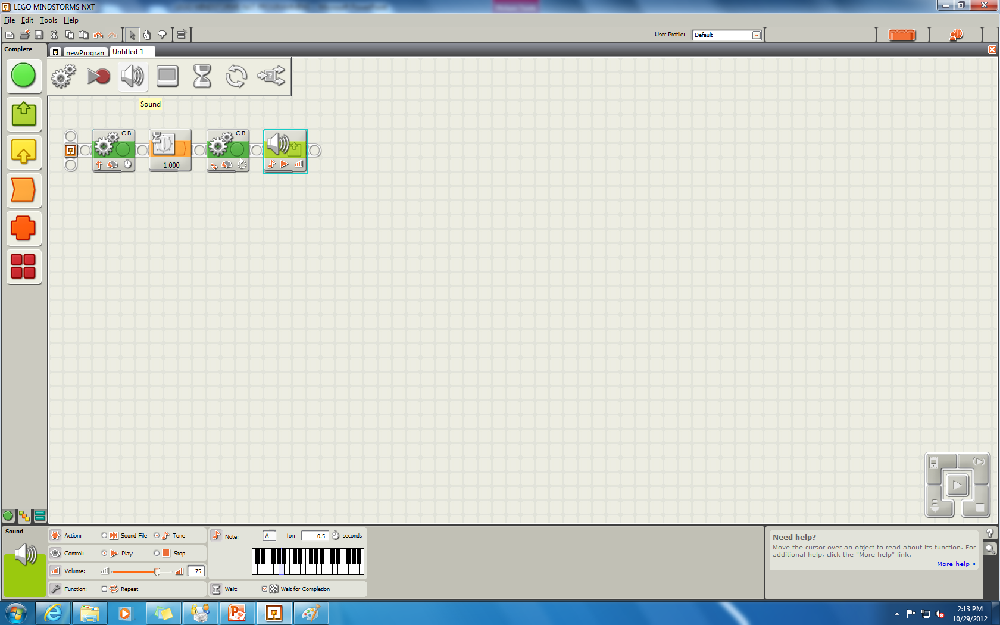 LEGO MINDSTORMS NXT
File Edit Tools Help
User Profile: Default
Complete
newProgram Untitled-1
Sound
C B C B
1.000
Sound
Action: Sound File Tone
Control: Play Stop
Volume: 75
Function: Repeat
Note: A for: 0.5 seconds
Wait: Wait for Completion
Need help?
Move the cursor over an object to read about its function. For
additional help, click the "More help" link.
More help »
2:13 PM
10/29/2012